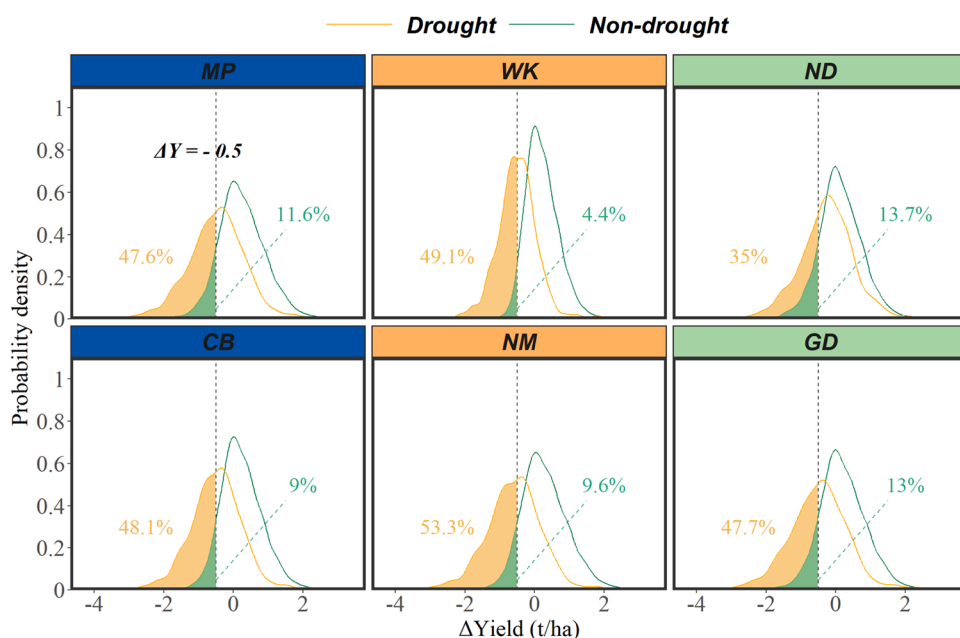 Drought Non-drought
MP WK ND
1
0.8
0.6
0.4
0.2
0
ΔY = - 0.5
47.6% 11.6%
49.1% 4.4%
35% 13.7%
CB NM GD
1
0.8
0.6
0.4
0.2
0
48.1% 9%
53.3% 9.6%
47.7% 13%
-4 -2 0 2
-4 -2 0 2
-4 -2 0 2
Probability density
ΔYield (t/ha)